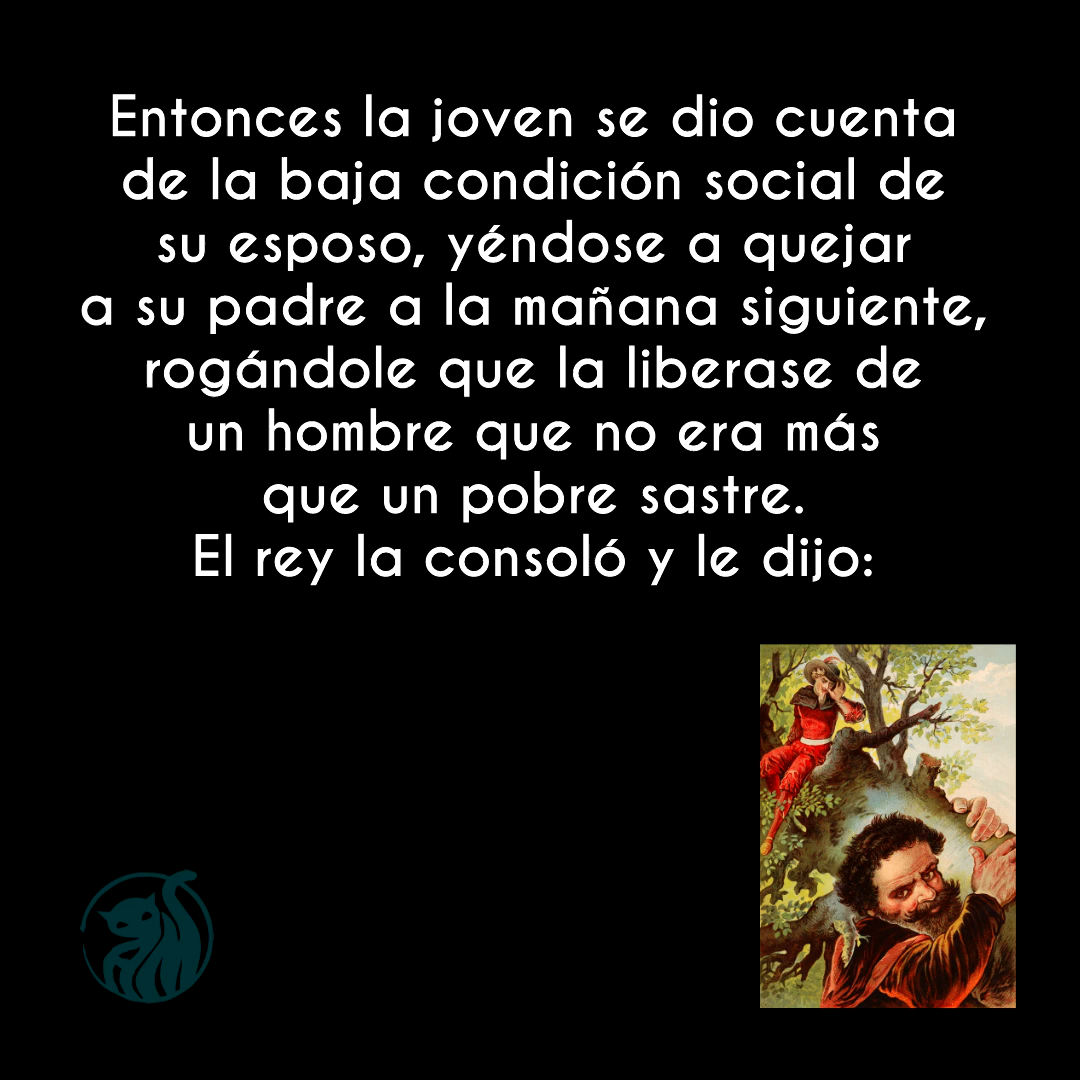 Entonces la joven se dio cuenta
de la baja condición social de
su esposo, yéndose a quejar
a su padre a la mañana siguiente,
rogándole que la liberase de
un hombre que no era más
que un pobre sastre.
El rey la consoló y le dijo: